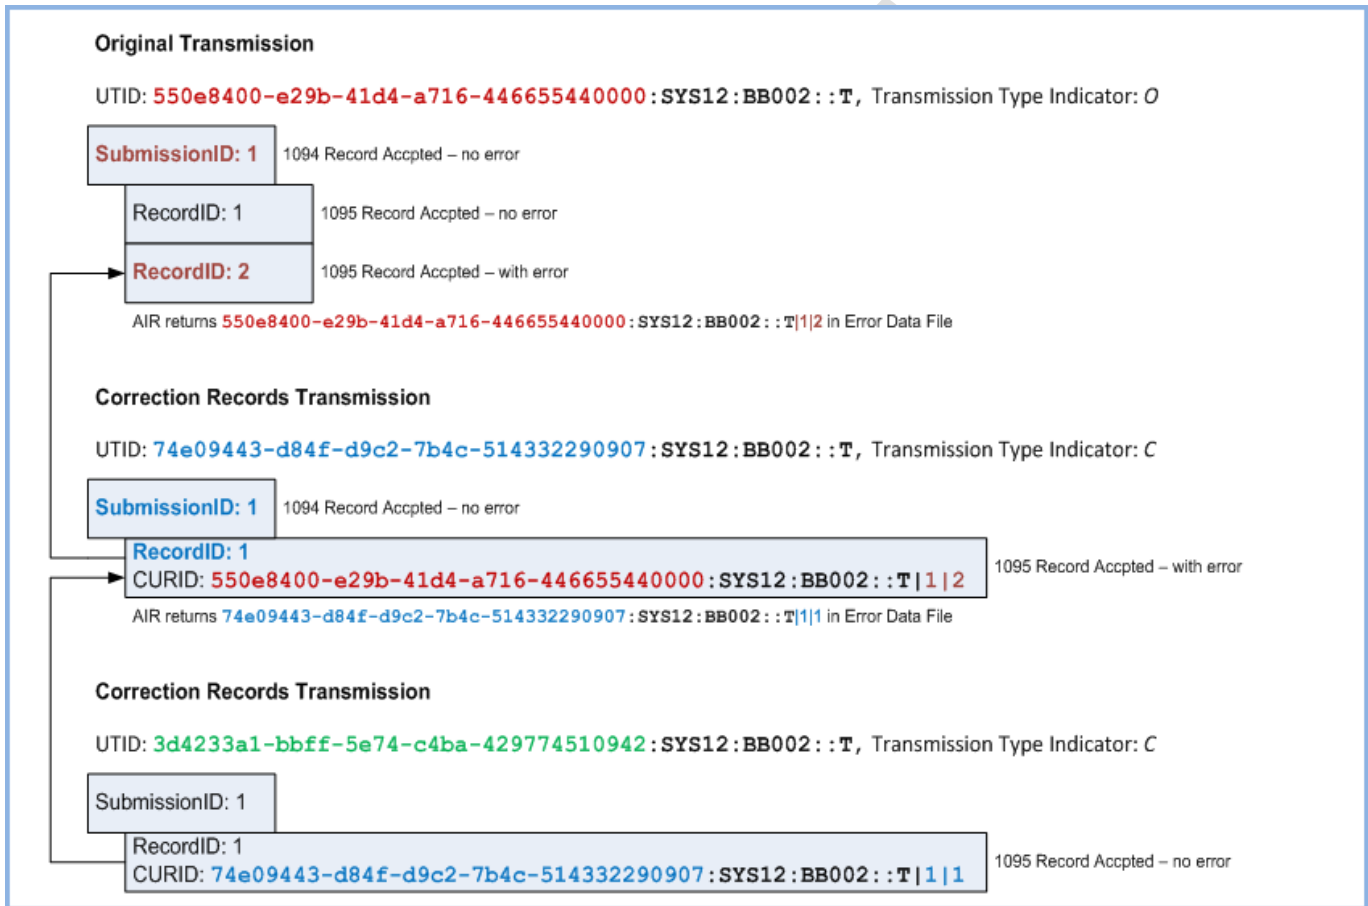 Original Transmission
UTID: 550e8400-e29b-41d4-a716-446655440000:SYS12:BB002::T, Transmission Type Indicator: O
SubmissionID: 1 1094 Record Accpted – no error
RecordID: 1 1095 Record Accpted – no error
RecordID: 2 1095 Record Accpted – with error
AIR returns 550e8400-e29b-41d4-a716-446655440000:SYS12:BB002::T|1|2 in Error Data File
Correction Records Transmission
UTID: 74e09443-d84f-d9c2-7b4c-514332290907:SYS12:BB002::T, Transmission Type Indicator: C
SubmissionID: 1 1094 Record Accpted – no error
RecordID: 1
CURID: 550e8400-e29b-41d4-a716-446655440000:SYS12:BB002::T|1|2 1095 Record Accpted – with error
AIR returns 74e09443-d84f-d9c2-7b4c-514332290907:SYS12:BB002::T|1|1 in Error Data File
Correction Records Transmission
UTID: 3d4233a1-bbff-5e74-c4ba-429774510942:SYS12:BB002::T, Transmission Type Indicator: C
SubmissionID: 1
RecordID: 1
CURID: 74e09443-d84f-d9c2-7b4c-514332290907:SYS12:BB002::T|1|1 1095 Record Accpted – no error